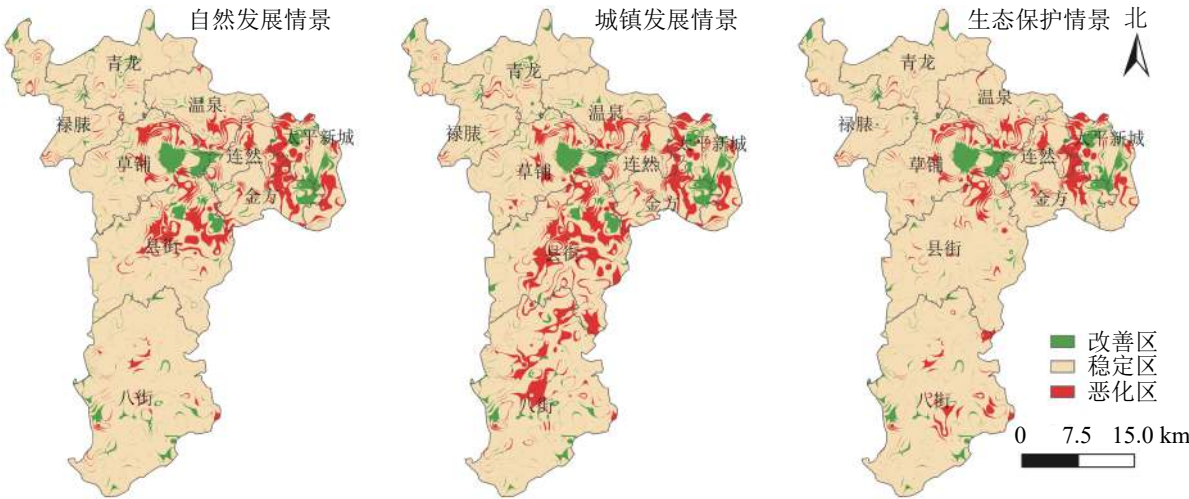 自然发展情景
青龙
温泉
禄脿
太平新城
草铺
连然
金方
县街
八街
城镇发展情景
青龙
温泉
禄脿
太平新城
草铺
连然
金方
县街
八街
生态保护情景
北
青龙
温泉
禄脿
太平新城
草铺
连然
金方
县街
八街
改善区
稳定区
恶化区
0 7.5 15.0 km